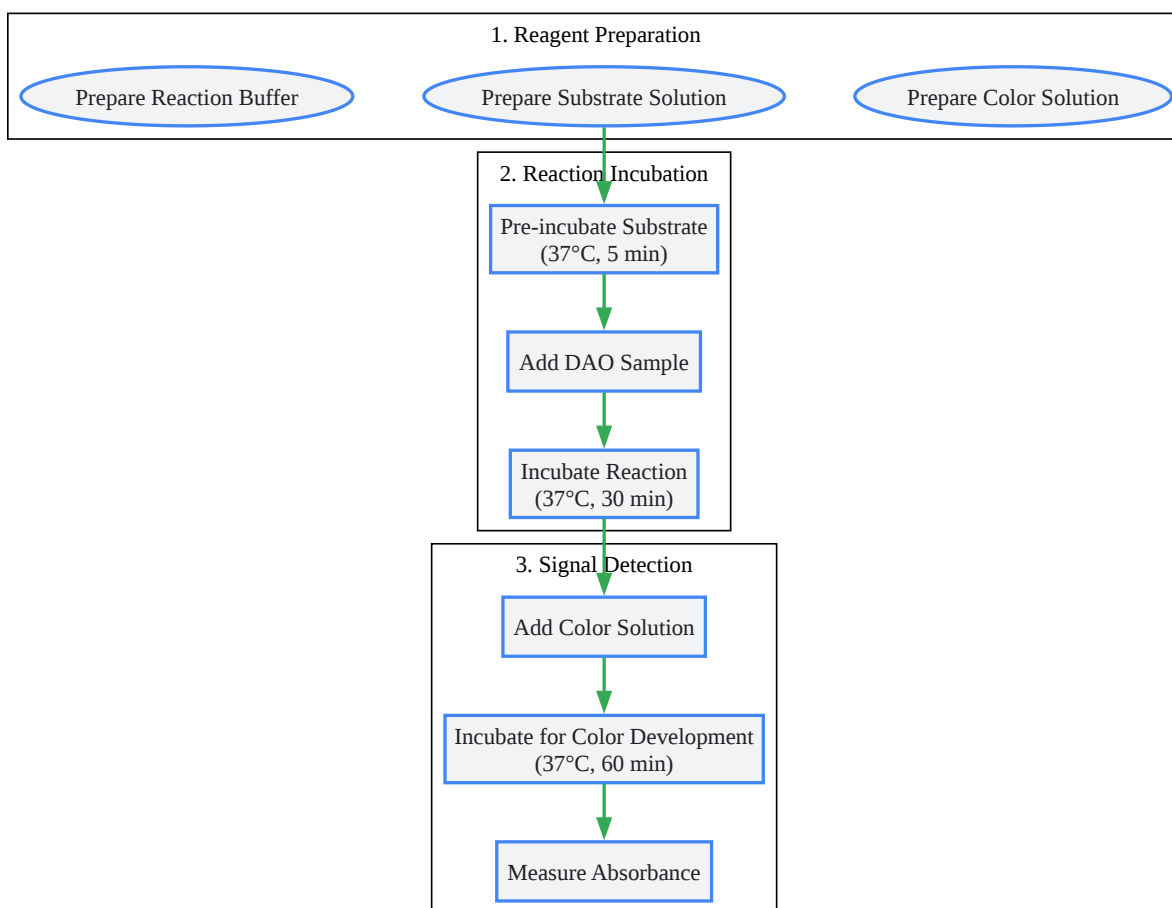 1. Reagent Preparation
Prepare Reaction Buffer
Prepare Substrate Solution
Prepare Color Solution
2. Reaction Incubation
Pre-incubate Substrate
(37°C, 5 min)
Add DAO Sample
Incubate Reaction
(37°C, 30 min)
3. Signal Detection
Add Color Solution
Incubate for Color Development
(37°C, 60 min)
Measure Absorbance